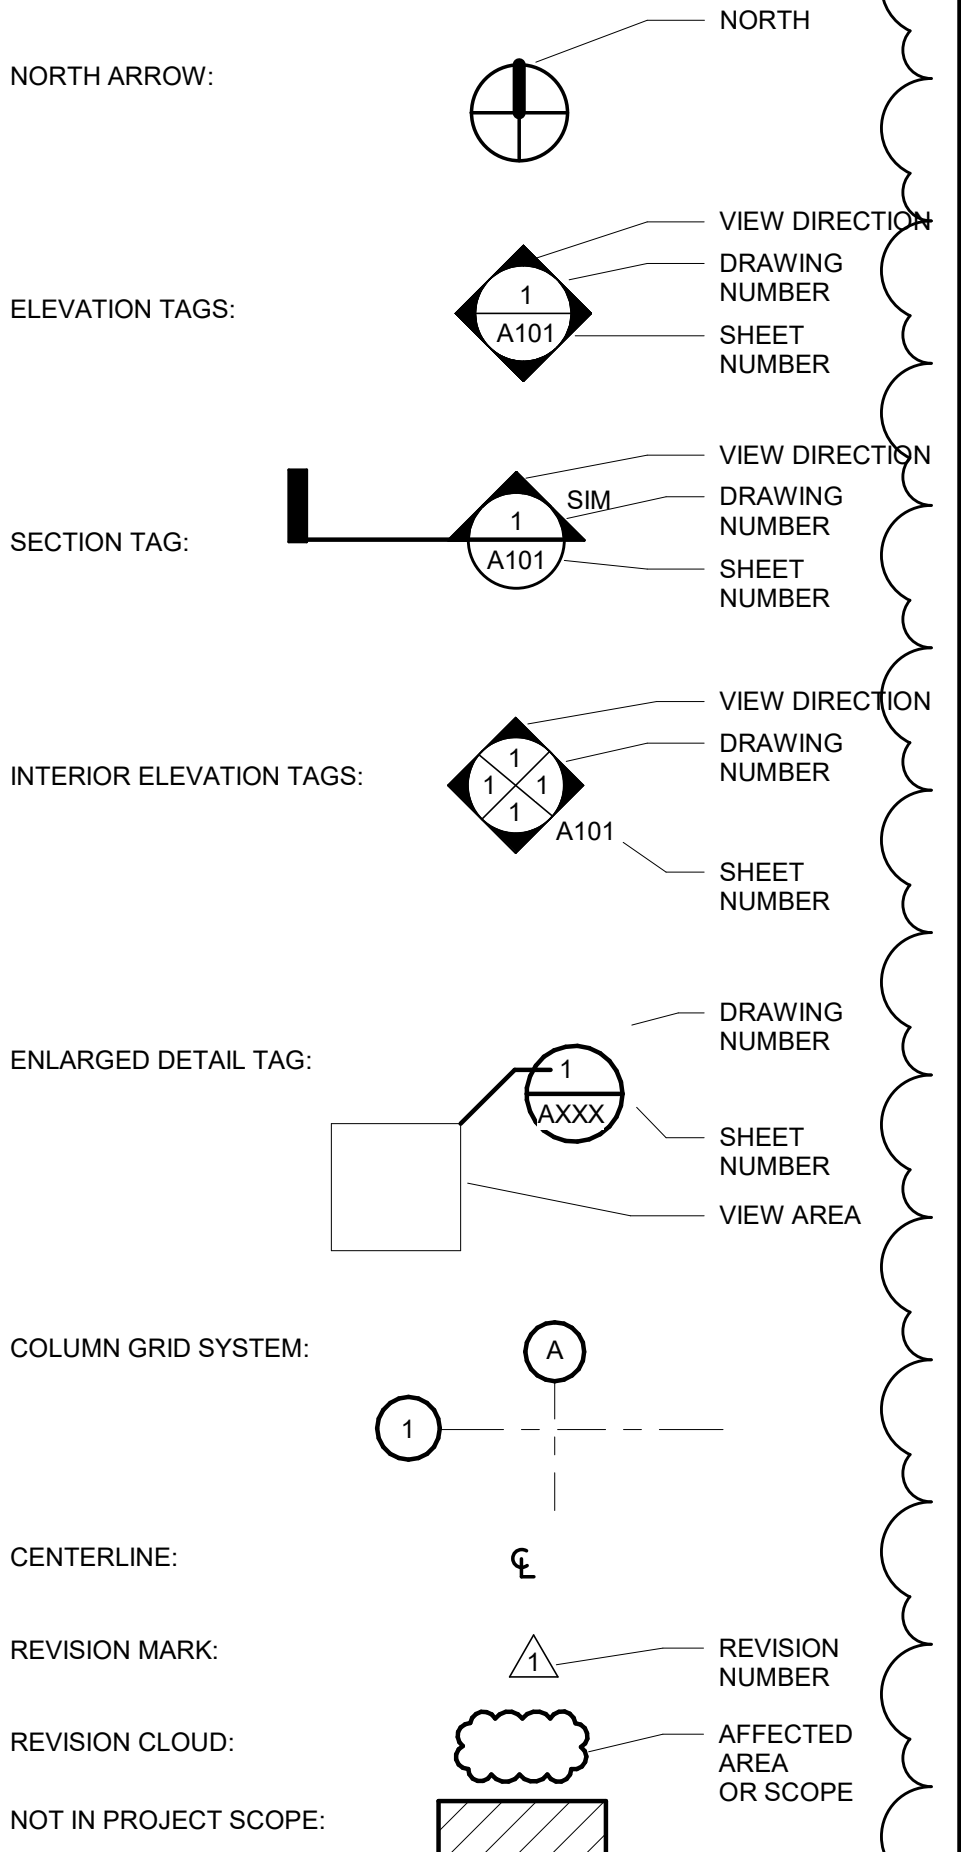 NORTH
NORTH ARROW:
VIEW DIRECTION
DRAWING
NUMBER
1
ELEVATION TAGS:
A101
SHEET
NUMBER
VIEW DIRECTION
SIM
DRAWING
NUMBER
1
SECTION TAG:
A101
SHEET
NUMBER
VIEW DIRECTION
DRAWING
NUMBER
1
INTERIOR ELEVATION TAGS:
1 1
1
A101
SHEET
NUMBER
DRAWING
NUMBER
ENLARGED DETAIL TAG:
1
AXXX
SHEET
NUMBER
VIEW AREA
COLUMN GRID SYSTEM:
A
1
CENTERLINE:
℄
REVISION MARK:
1
REVISION
NUMBER
REVISION CLOUD:
AFFECTED
AREA
OR SCOPE
NOT IN PROJECT SCOPE: